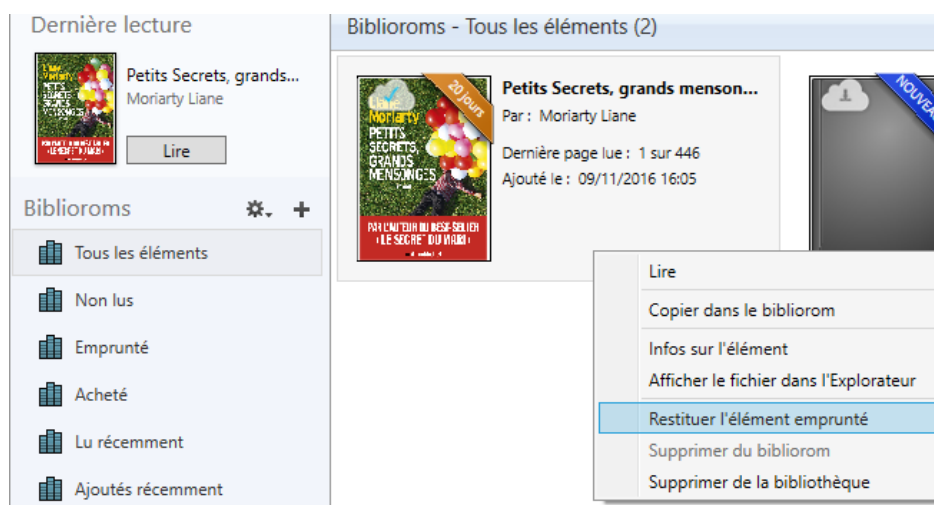 Dernière lecture
Petits Secrets, grands...
Moriarty Liane
Lire
Biblioroms
Tous les éléments
Non lus
Emprunté
Acheté
Lu récemment
Ajoutés récemment
Biblioroms - Tous les éléments (2)
Liane
Moriarty
PETITS
SECRETS,
GRANDS
MENSONGES
PAR L'AUTEUR DU BEST-SELLER
« LE SECRET DU MARI »
20 jours
Petits Secrets, grands menson...
Par : Moriarty Liane
Dernière page lue : 1 sur 446
Ajouté le : 09/11/2016 16:05
Lire
Copier dans le bibliorom
Infos sur l'élément
Afficher le fichier dans l'Explorateur
Restituer l'élément emprunté
Supprimer du bibliorom
Supprimer de la bibliothèque